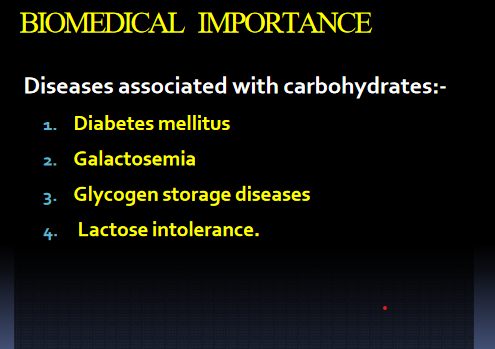 BIOMEDICAL IMPORTANCE
Diseases associated with carbohydrates:-
1. Diabetes mellitus
2. Galactosemia
3. Glycogen storage diseases
4. Lactose intolerance.